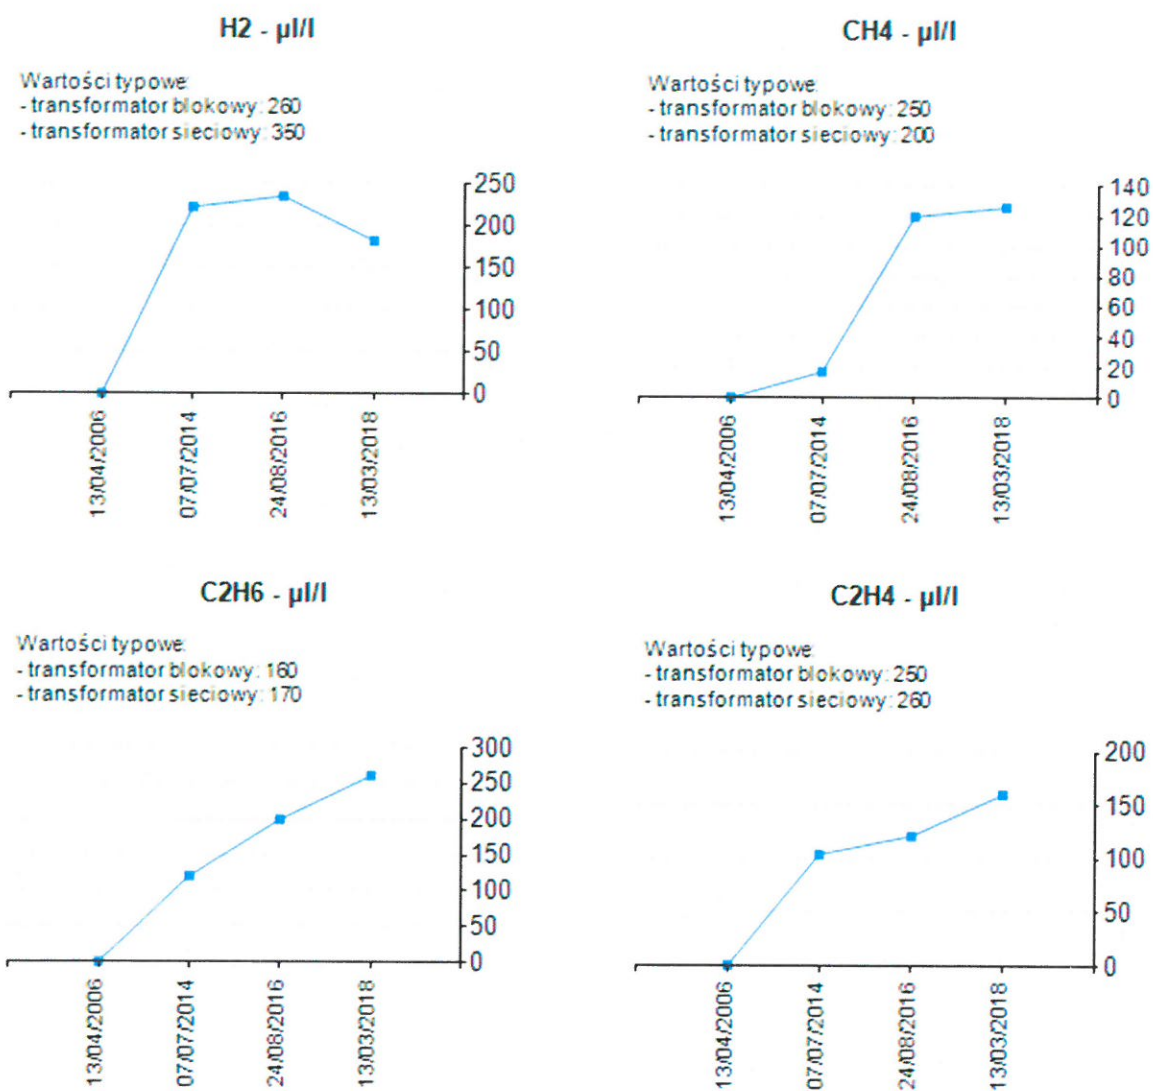 H2 - µl/l
Wartości typowe:
- transformator blokowy: 260
- transformator sieciowy: 350
250
200
150
100
50
0
13/04/2006
07/07/2014
24/08/2016
13/03/2018
CH4 - µl/l
Wartości typowe:
- transformator blokowy: 250
- transformator sieciowy: 200
140
120
100
80
60
40
20
0
13/04/2006
07/07/2014
24/08/2016
13/03/2018
C2H6 - µl/l
Wartości typowe:
- transformator blokowy: 160
- transformator sieciowy: 170
300
250
200
150
100
50
0
13/04/2006
07/07/2014
24/08/2016
13/03/2018
C2H4 - µl/l
Wartości typowe:
- transformator blokowy: 250
- transformator sieciowy: 260
200
150
100
50
0
13/04/2006
07/07/2014
24/08/2016
13/03/2018